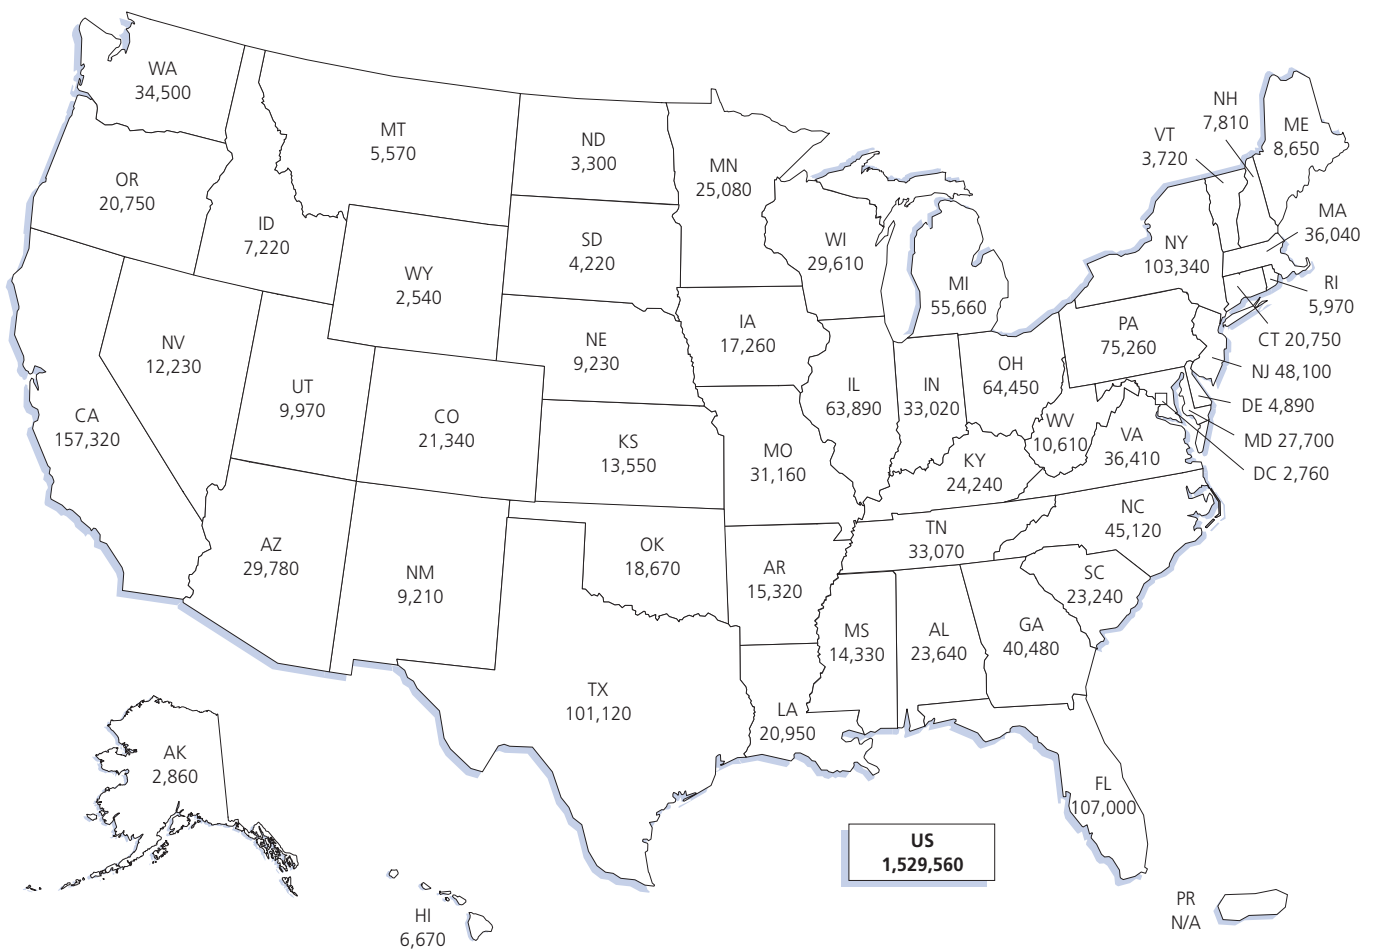 WA
34,500
MT
5,570
ND
3,300
MN
25,080
NH
7,810
VT
3,720
ME
8,650
OR
20,750
ID
7,220
WY
2,540
SD
4,220
WI
29,610
MI
55,660
NY
103,340
MA
36,040
RI
5,970
CT 20,750
NJ 48,100
DE 4,890
MD 27,700
DC 2,760
NV
12,230
UT
9,970
CO
21,340
NE
9,230
IA
17,260
IL
63,890
IN
33,020
OH
64,450
PA
75,260
CA
157,320
KS
13,550
MO
31,160
KY
24,240
WV
10,610
VA
36,410
AZ
29,780
NM
9,210
OK
18,670
AR
15,320
TN
33,070
NC
45,120
SC
23,240
MS
14,330
AL
23,640
GA
40,480
TX
101,120
LA
20,950
FL
107,000
AK
2,860
HI
6,670
US
1,529,560
PR
N/A